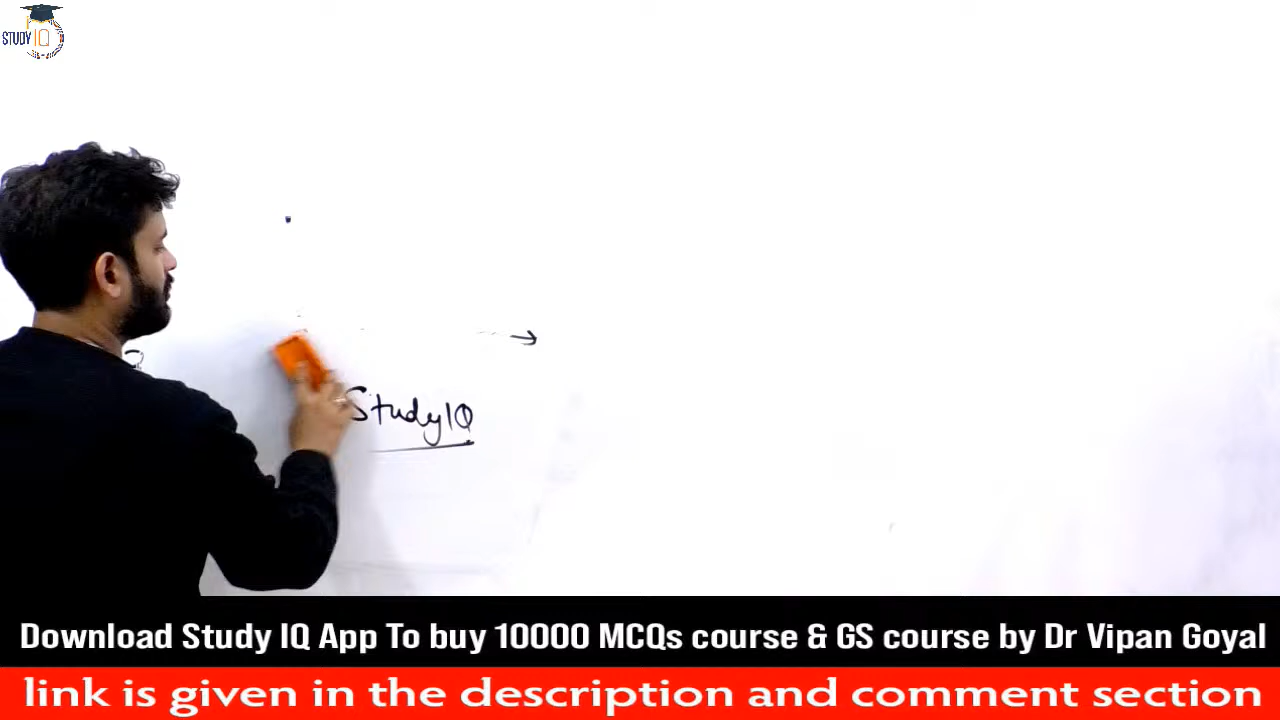 STUDY IQ
?
StudyIQ
Download Study IQ App To buy 10000 MCQs course & GS course by Dr Vipan Goyal
link is given in the description and comment section